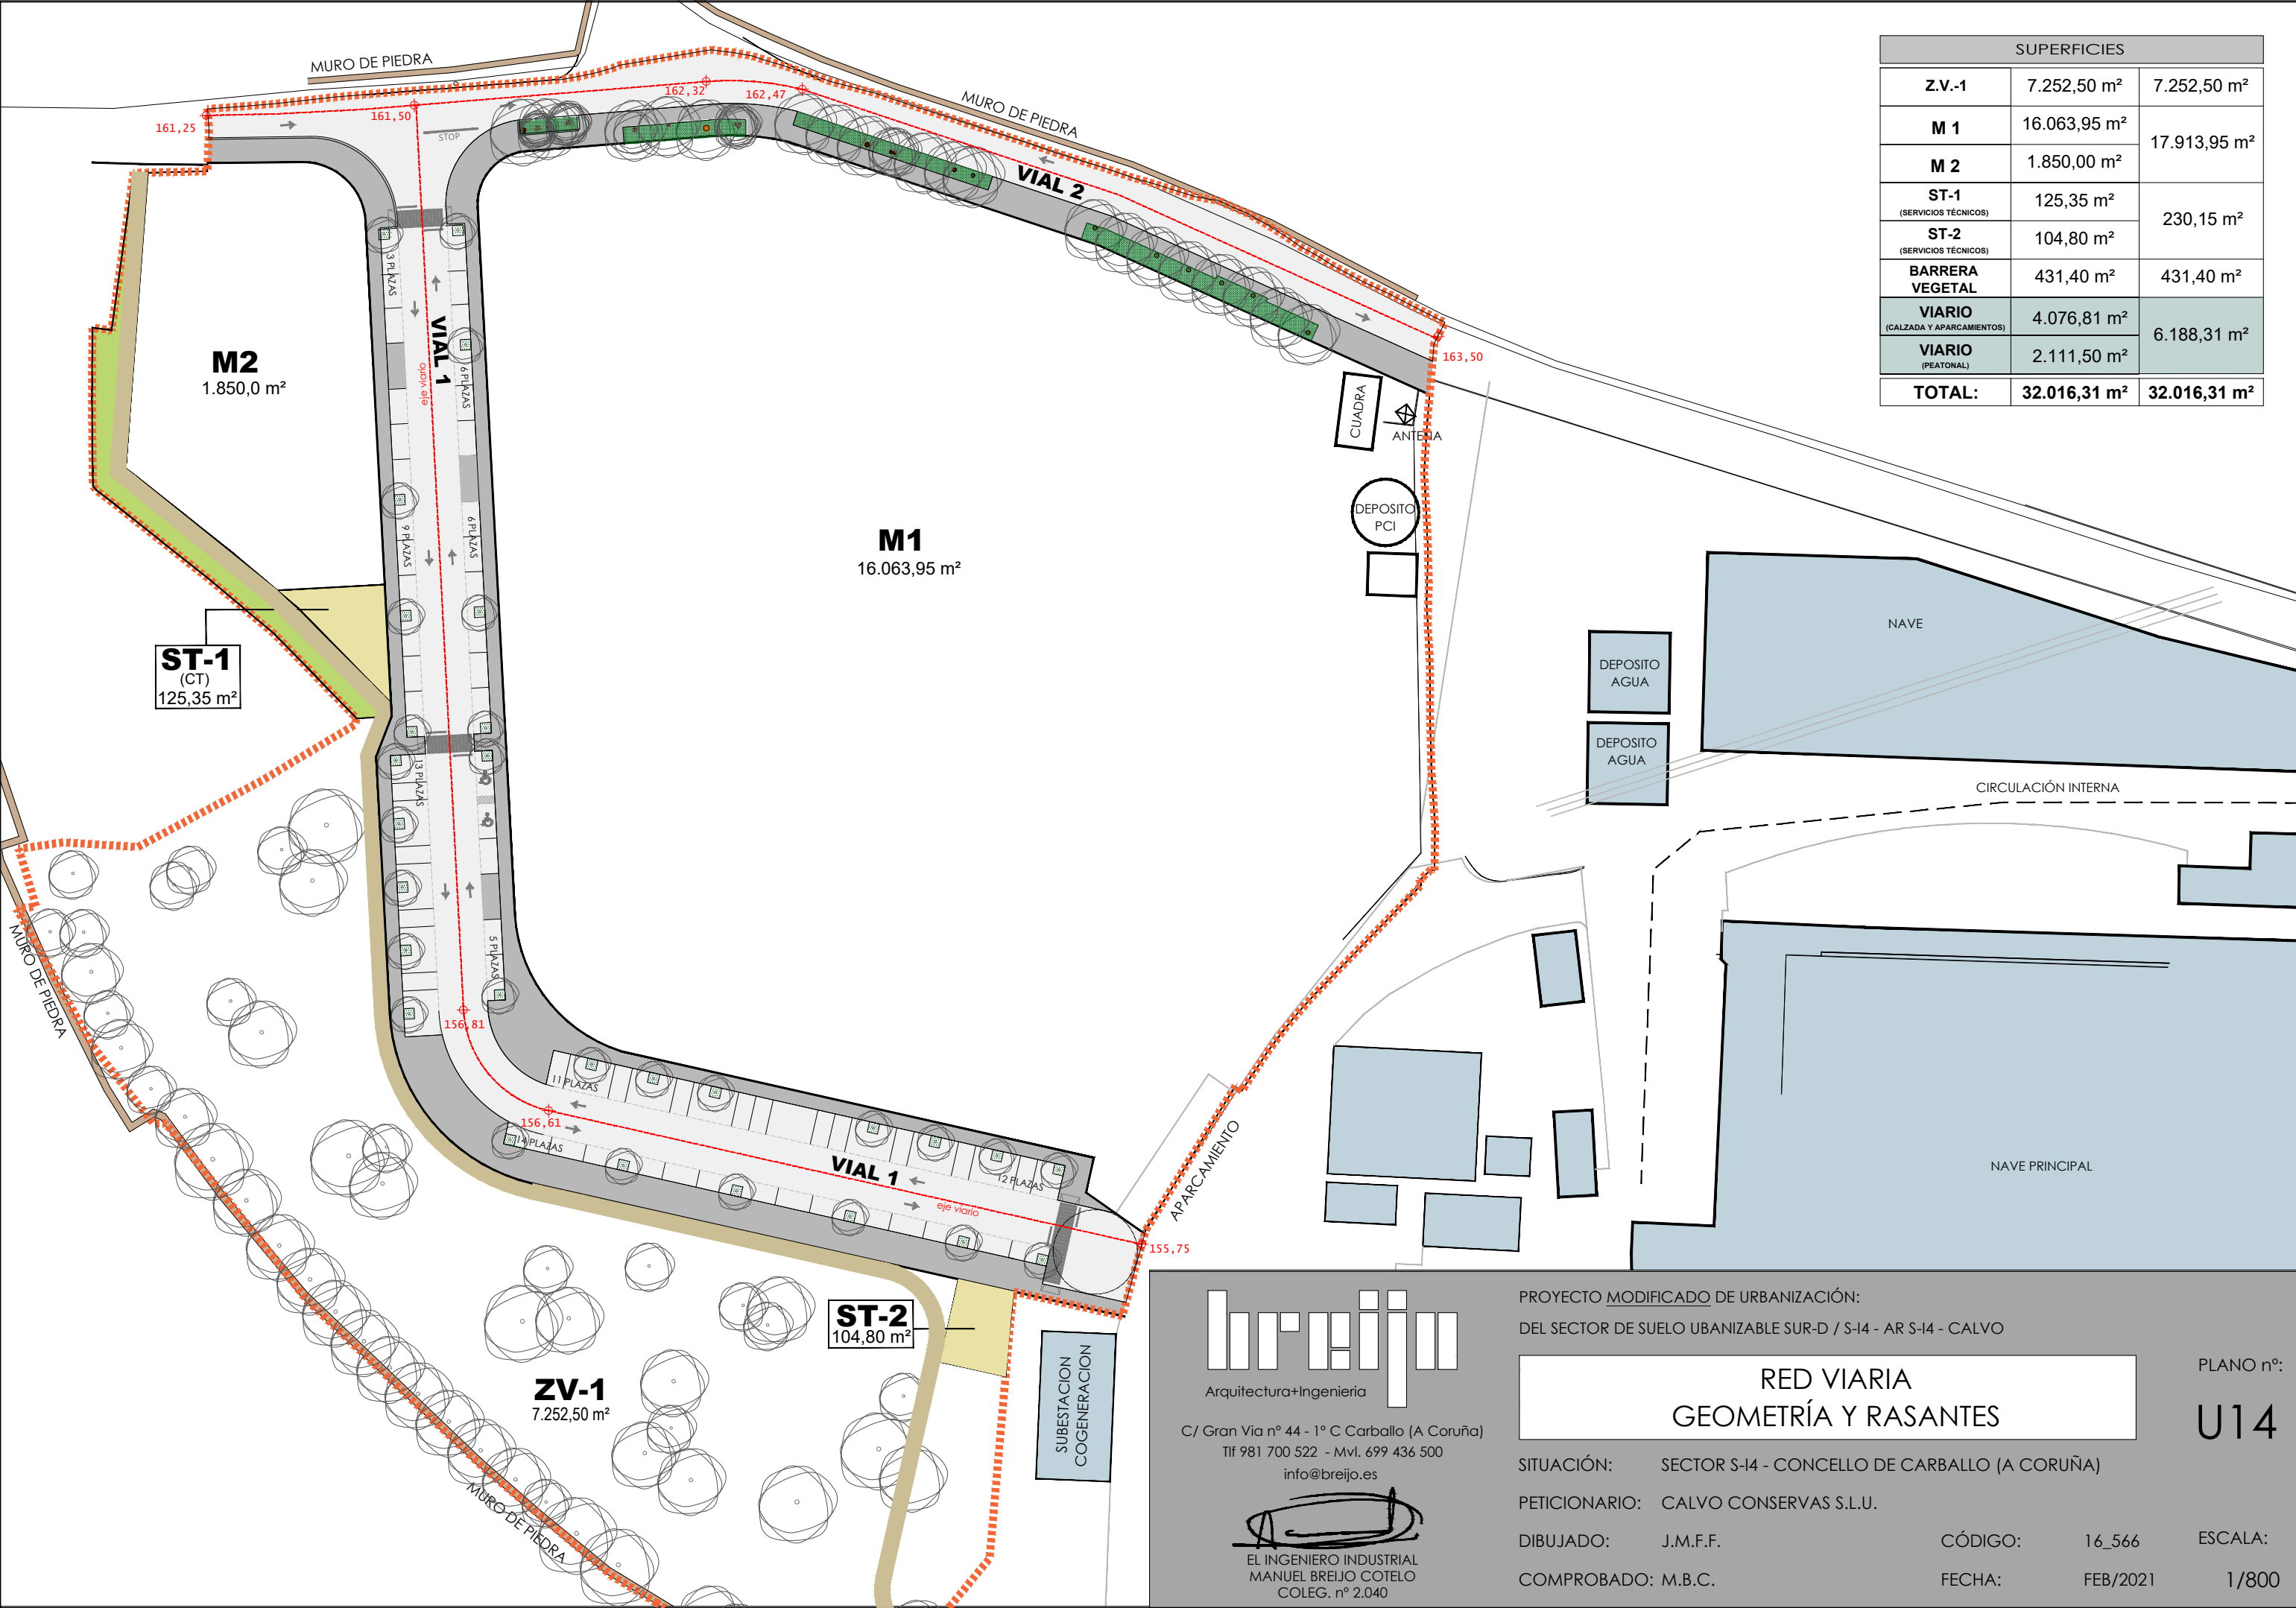 MURO DE PIEDRA
MURO DE PIEDRA
161,25
161,50
162,32
162,47
163,50
STOP
VIAL 2
VIAL 1
eje viario
3 PLAZAS
6 PLAZAS
9 PLAZAS
6 PLAZAS
13 PLAZAS
5 PLAZAS
M2
1.850,0 m²
M1
16.063,95 m²
CUADRA
ANTENA
DEPOSITO
PCI
ST-1
(CT)
125,35 m²
NAVE
DEPOSITO
AGUA
DEPOSITO
AGUA
CIRCULACIÓN INTERNA
NAVE PRINCIPAL
MURO DE PIEDRA
156,81
156,61
11 PLAZAS
14 PLAZAS
VIAL 1
12 PLAZAS
eje viario
155,75
APARCAMIENTO
ST-2
104,80 m²
ZV-1
7.252,50 m²
SUBESTACION
COGENERACION
MURO DE PIEDRA
SUPERFICIES
Z.V.-1 7.252,50 m² 7.252,50 m²
M 1 16.063,95 m² 17.913,95 m²
M 2 1.850,00 m²
ST-1 (SERVICIOS TÉCNICOS) 125,35 m² 230,15 m²
ST-2 (SERVICIOS TÉCNICOS) 104,80 m²
BARRERA VEGETAL 431,40 m² 431,40 m²
VIARIO (CALZADA Y APARCAMIENTOS) 4.076,81 m² 6.188,31 m²
VIARIO (PEATONAL) 2.111,50 m²
TOTAL: 32.016,31 m² 32.016,31 m²
breijo
Arquitectura+Ingenieria
C/ Gran Via nº 44 - 1º C Carballo (A Coruña)
Tlf 981 700 522 - Mvl. 699 436 500
info@breijo.es
EL INGENIERO INDUSTRIAL
MANUEL BREIJO COTELO
COLEG. nº 2.040
PROYECTO MODIFICADO DE URBANIZACIÓN:
DEL SECTOR DE SUELO UBANIZABLE SUR-D / S-I4 - AR S-I4 - CALVO
RED VIARIA
GEOMETRÍA Y RASANTES
PLANO nº:
U14
SITUACIÓN: SECTOR S-I4 - CONCELLO DE CARBALLO (A CORUÑA)
PETICIONARIO: CALVO CONSERVAS S.L.U.
DIBUJADO: J.M.F.F. CÓDIGO: 16_566 ESCALA:
COMPROBADO: M.B.C. FECHA: FEB/2021 1/800